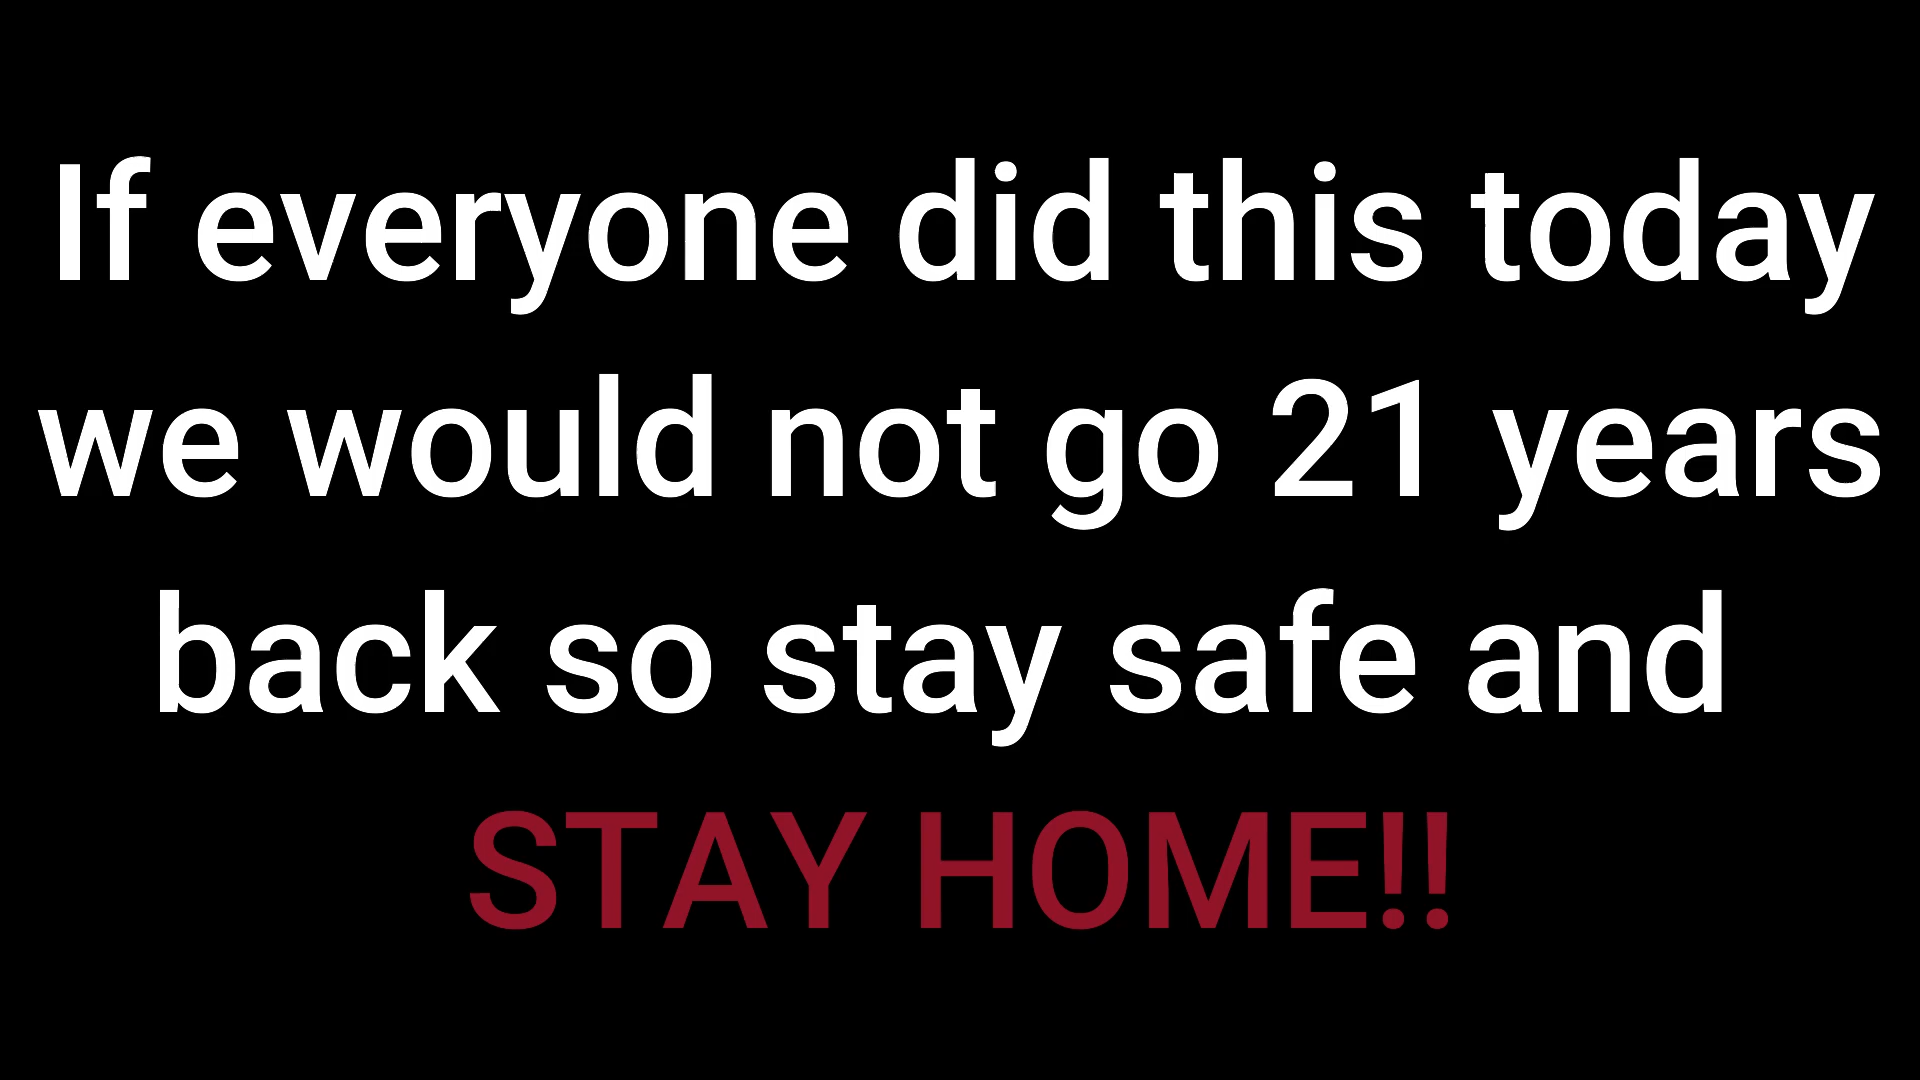 If everyone did this today
we would not go 21 years
back so stay safe and
STAY HOME!!